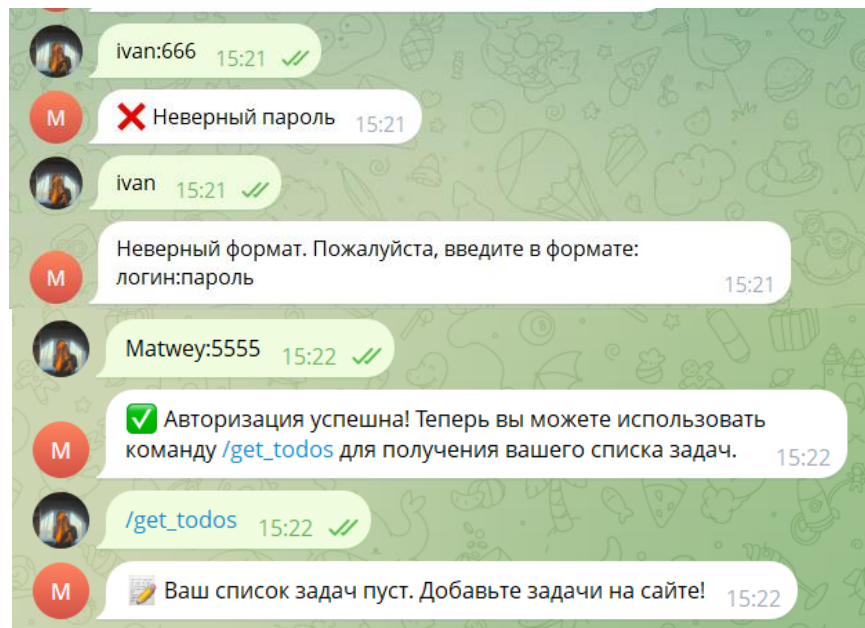 ivan:666 15:21
М
❌ Неверный пароль 15:21
ivan 15:21
Неверный формат. Пожалуйста, введите в формате:
логин:пароль
М
15:21
Matwey:5555 15:22
✅ Авторизация успешна! Теперь вы можете использовать
команду /get_todos для получения вашего списка задач.
М
15:22
/get_todos 15:22
М
📝 Ваш список задач пуст. Добавьте задачи на сайте! 15:22